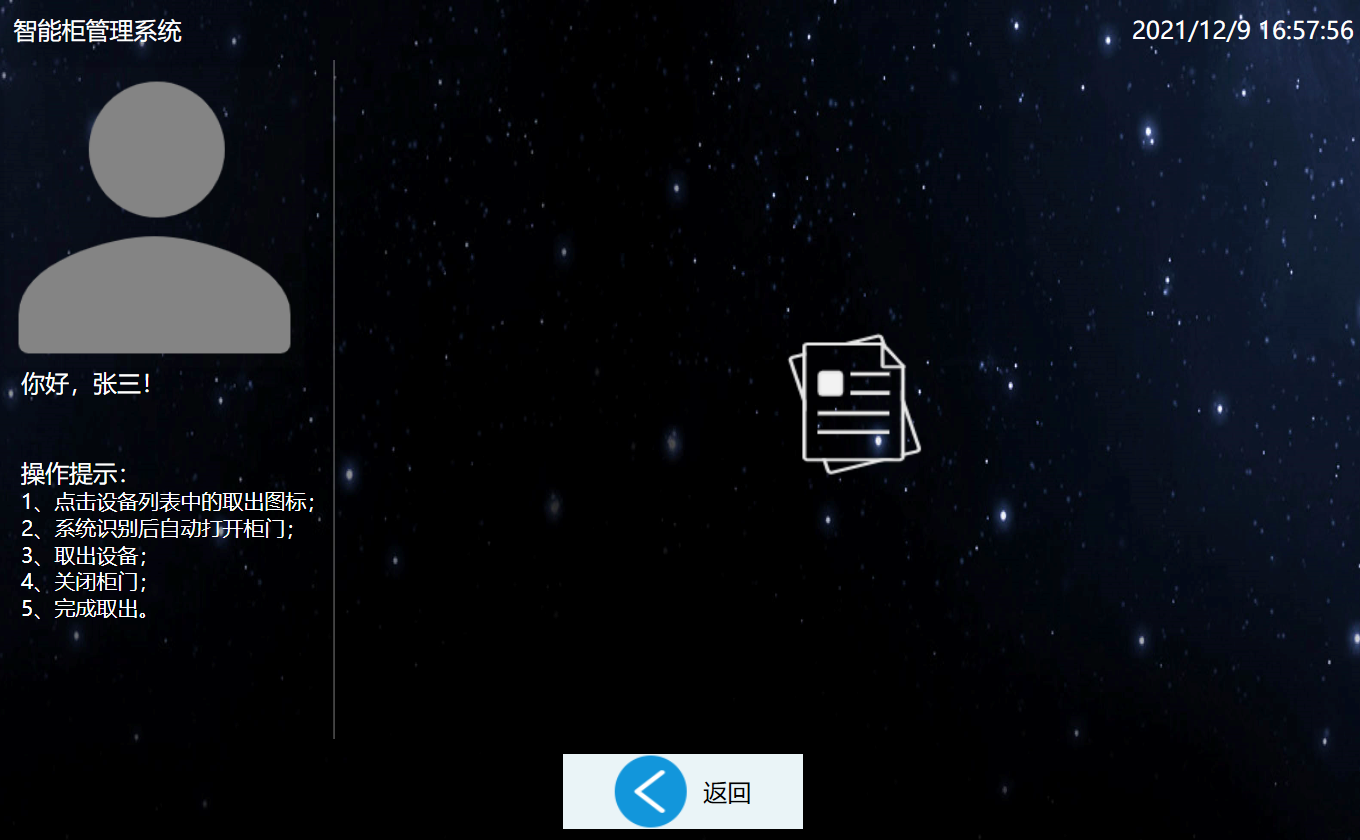 智能柜管理系统
2021/12/9 16:57:56
你好，张三！
操作提示：
1、点击设备列表中的取出图标；
2、系统识别后自动打开柜门；
3、取出设备；
4、关闭柜门；
5、完成取出。
返回